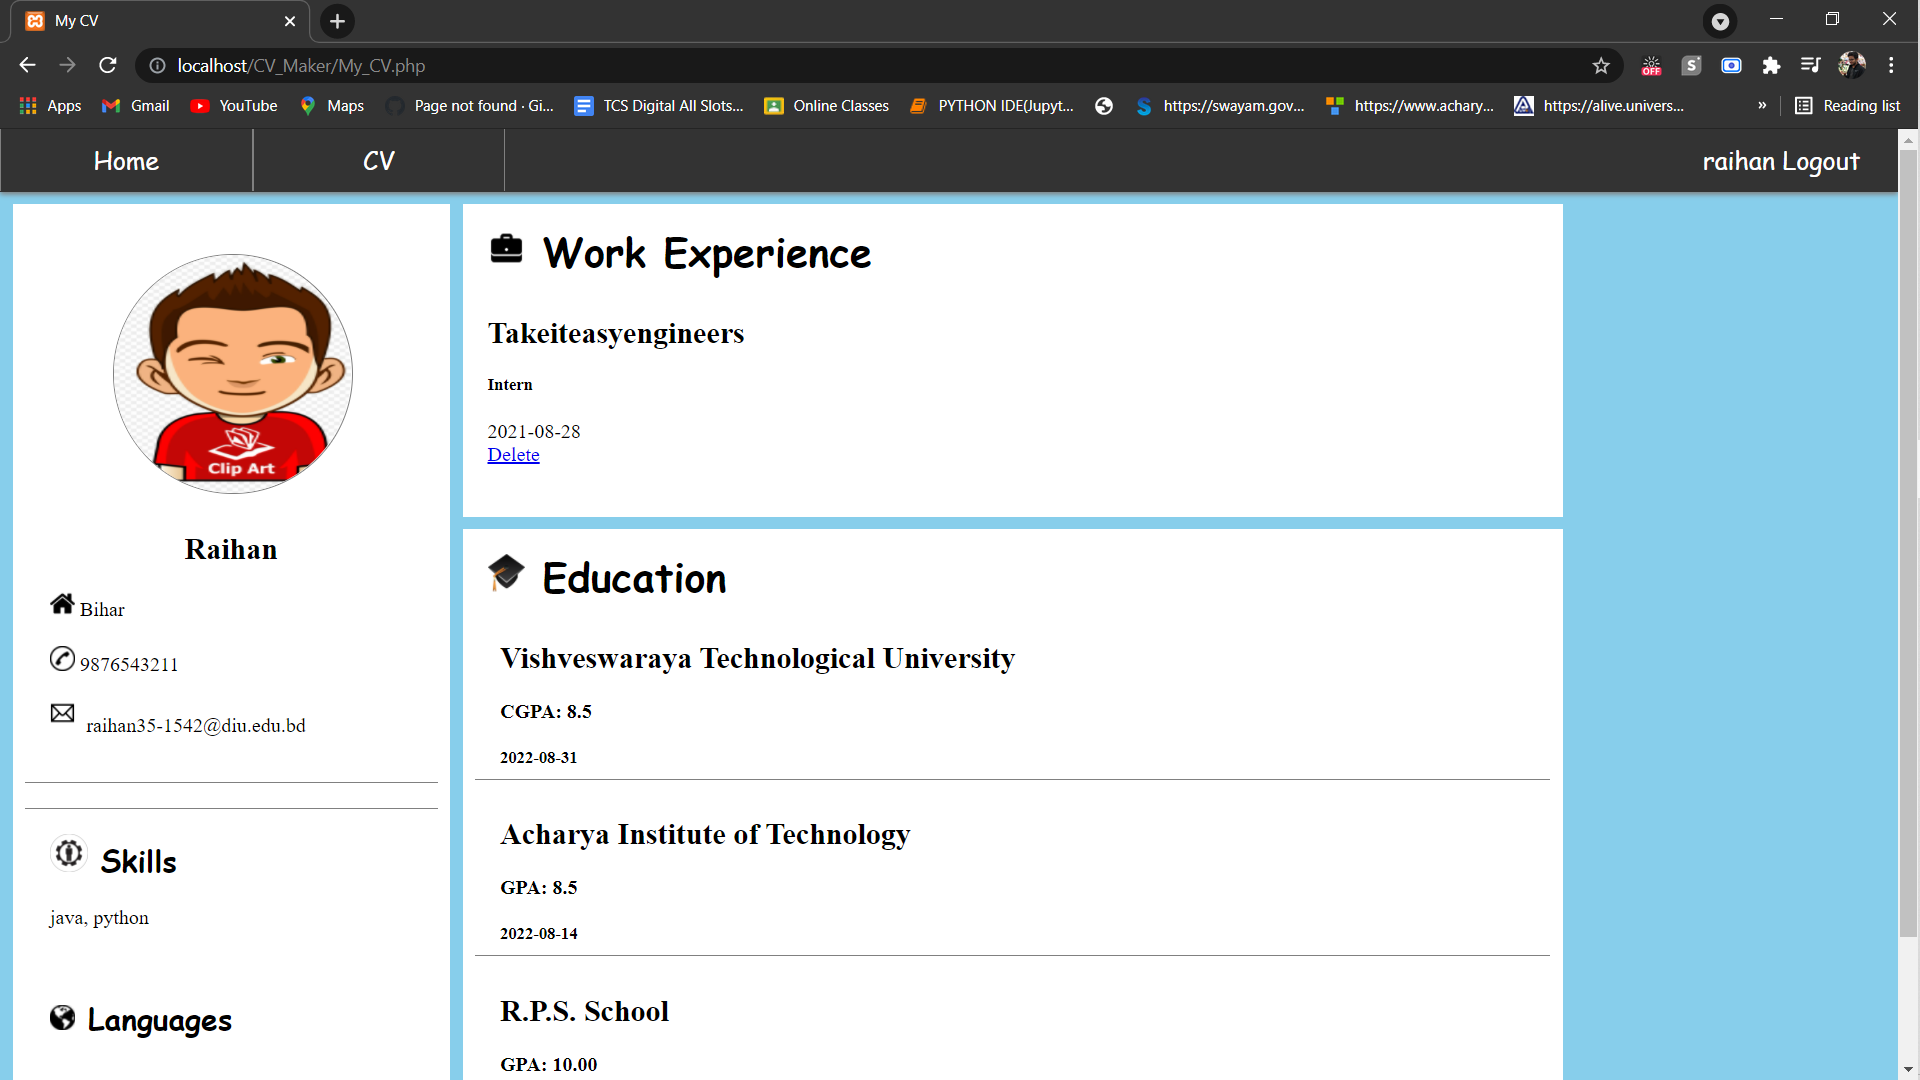 My CV
localhost/CV_Maker/My_CV.php
OFF
S
Apps
Gmail
YouTube
Maps
Page not found · Gi...
TCS Digital All Slots...
Online Classes
PYTHON IDE(Jupyt...
https://swayam.gov...
https://www.achary...
https://alive.univers...
»
Reading list
Home
CV
raihan Logout
Clip Art
Raihan
Bihar
9876543211
raihan35-1542@diu.edu.bd
Skills
java, python
Languages
Work Experience
Takeiteasyengineers
Intern
2021-08-28
Delete
Education
Vishveswaraya Technological University
CGPA: 8.5
2022-08-31
Acharya Institute of Technology
GPA: 8.5
2022-08-14
R.P.S. School
GPA: 10.00